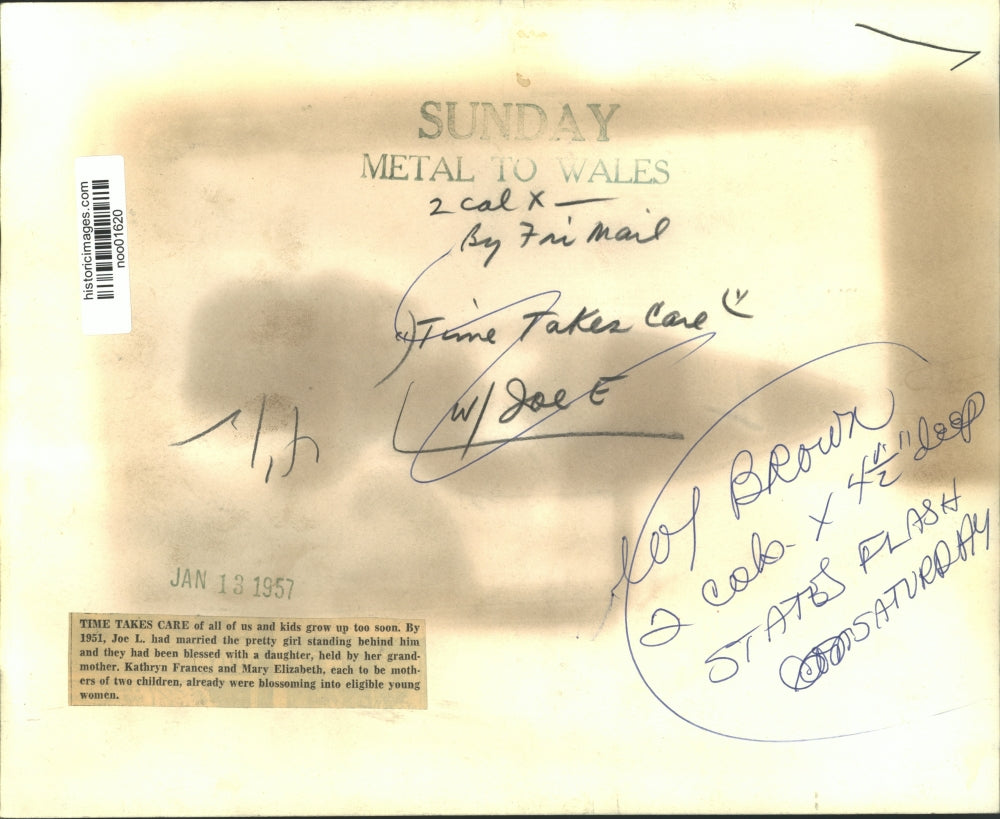 SUNDAY
METAL TO WALES
2 col X —
By Fri Mail
"Time Takes Care"
W/ Joe E
historicimages.com
noo01620
BROWN
2 cols. X 4 1/2" deep
STATES FLASH
SATURDAY
JAN 13 1957
TIME TAKES CARE of all of us and kids grow up too soon. By
1951, Joe L. had married the pretty girl standing behind him
and they had been blessed with a daughter, held by her grand-
mother. Kathryn Frances and Mary Elizabeth, each to be moth-
ers of two children, already were blossoming into eligible young
women.